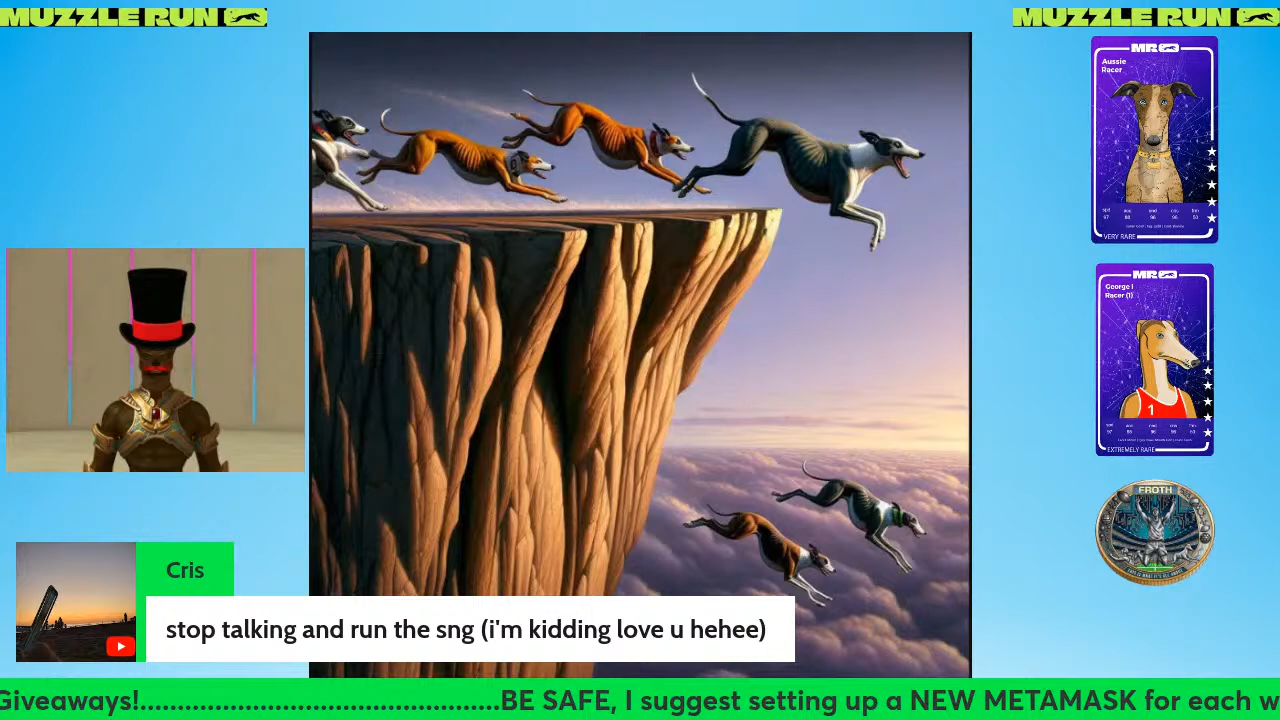 MUZZLE RUN
MUZZLE RUN
MR
Aussie
Racer
VERY RARE
MR
George I
Racer (1)
1
EXTREMELY RARE
FROTH
Cris
stop talking and run the sng (i'm kidding love u hehee)
Giveaways!................................................BE SAFE, I suggest setting up a NEW METAMASK for each w